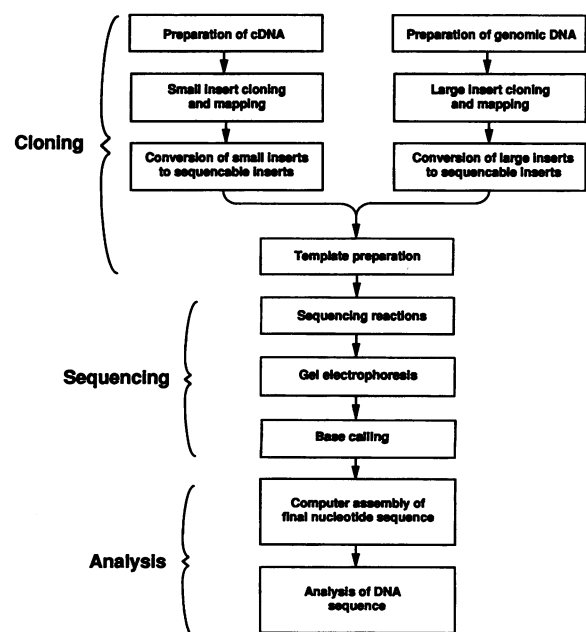 Preparation of cDNA
Preparation of genomic DNA
Small insert cloning
and mapping
Large insert cloning
and mapping
Cloning
Conversion of small inserts
to sequencable inserts
Conversion of large inserts
to sequencable inserts
Template preparation
Sequencing reactions
Sequencing
Gel electrophoresis
Base calling
Computer assembly of
final nucleotide sequence
Analysis
Analysis of DNA
sequence